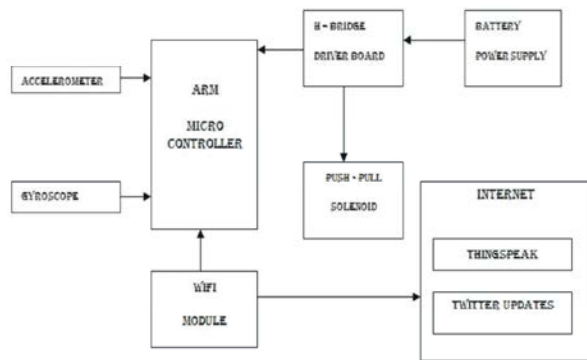 H - BRIDGE
DRIVER BOARD
BATTERY
POWER SUPPLY
ACCELEROMETER
ARM
MICRO
CONTROLLER
GYROSCOPE
PUSH - PULL
SOLENOID
INTERNET
THINGSPEAK
TWITTER UPDATES
WIFI
MODULE